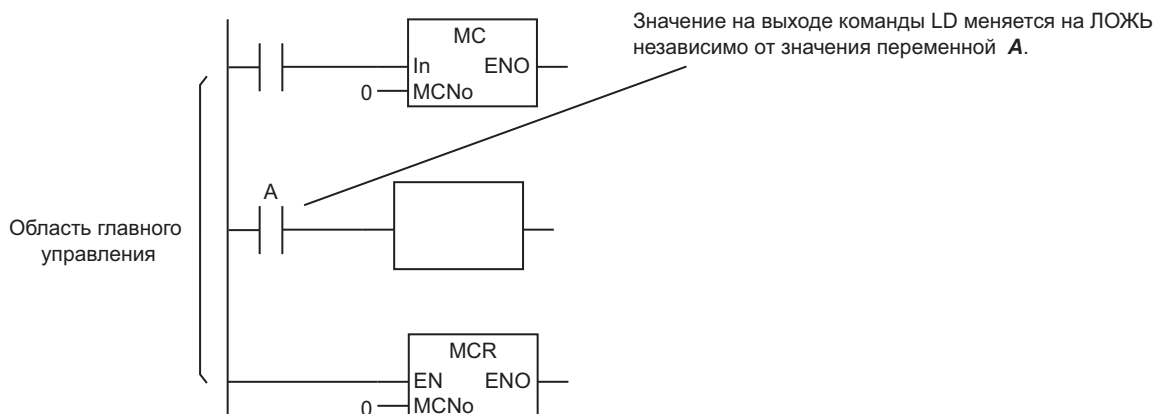 Значение на выходе команды LD меняется на ЛОЖЬ
независимо от значения переменной A.
MC
In ENO
0 MCNo
A
Область главного
управления
MCR
EN ENO
0 MCNo